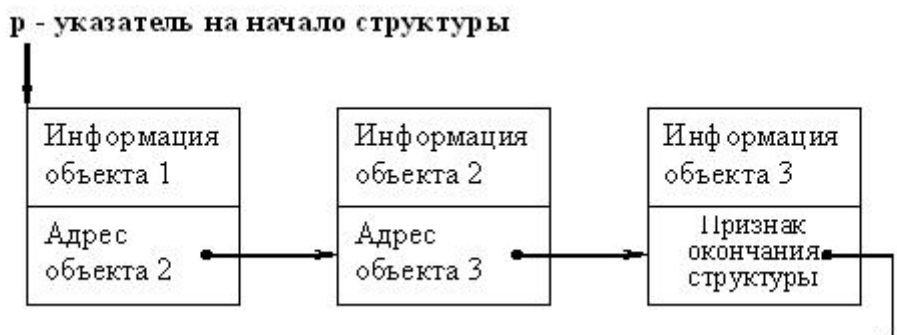 p - указатель на начало структуры
Информация
объекта 1
Адрес
объекта 2
Информация
объекта 2
Адрес
объекта 3
Информация
объекта 3
Признак
окончания
структуры